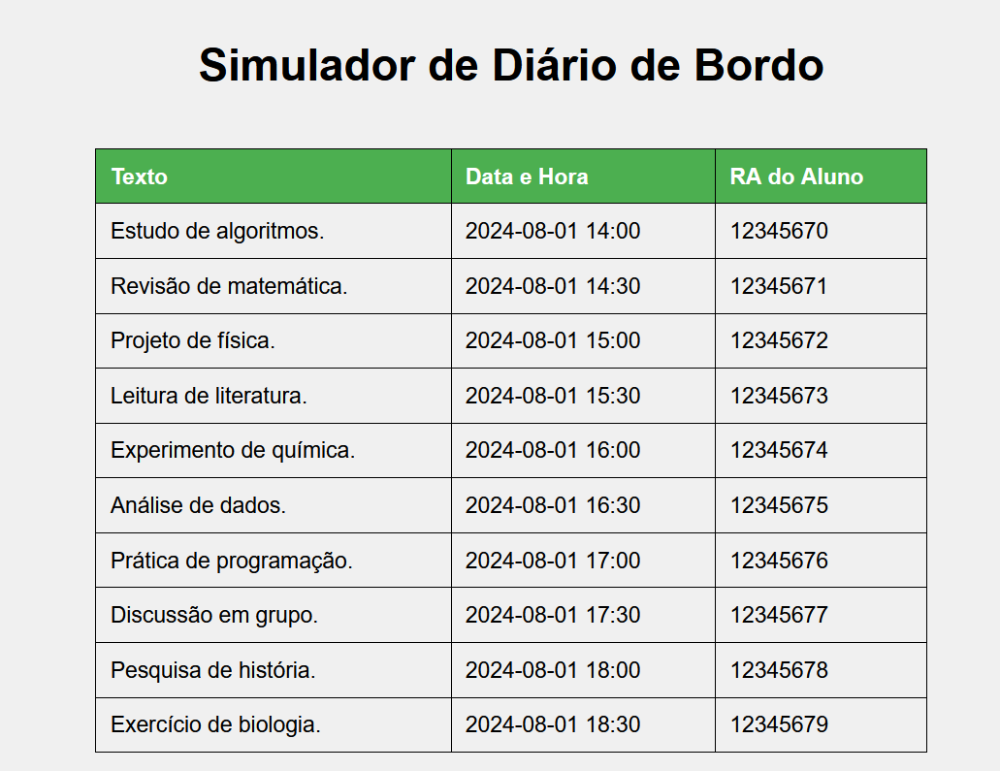 Simulador de Diário de Bordo
Texto Data e Hora RA do Aluno
Estudo de algoritmos. 2024-08-01 14:00 12345670
Revisão de matemática. 2024-08-01 14:30 12345671
Projeto de física. 2024-08-01 15:00 12345672
Leitura de literatura. 2024-08-01 15:30 12345673
Experimento de química. 2024-08-01 16:00 12345674
Análise de dados. 2024-08-01 16:30 12345675
Prática de programação. 2024-08-01 17:00 12345676
Discussão em grupo. 2024-08-01 17:30 12345677
Pesquisa de história. 2024-08-01 18:00 12345678
Exercício de biologia. 2024-08-01 18:30 12345679